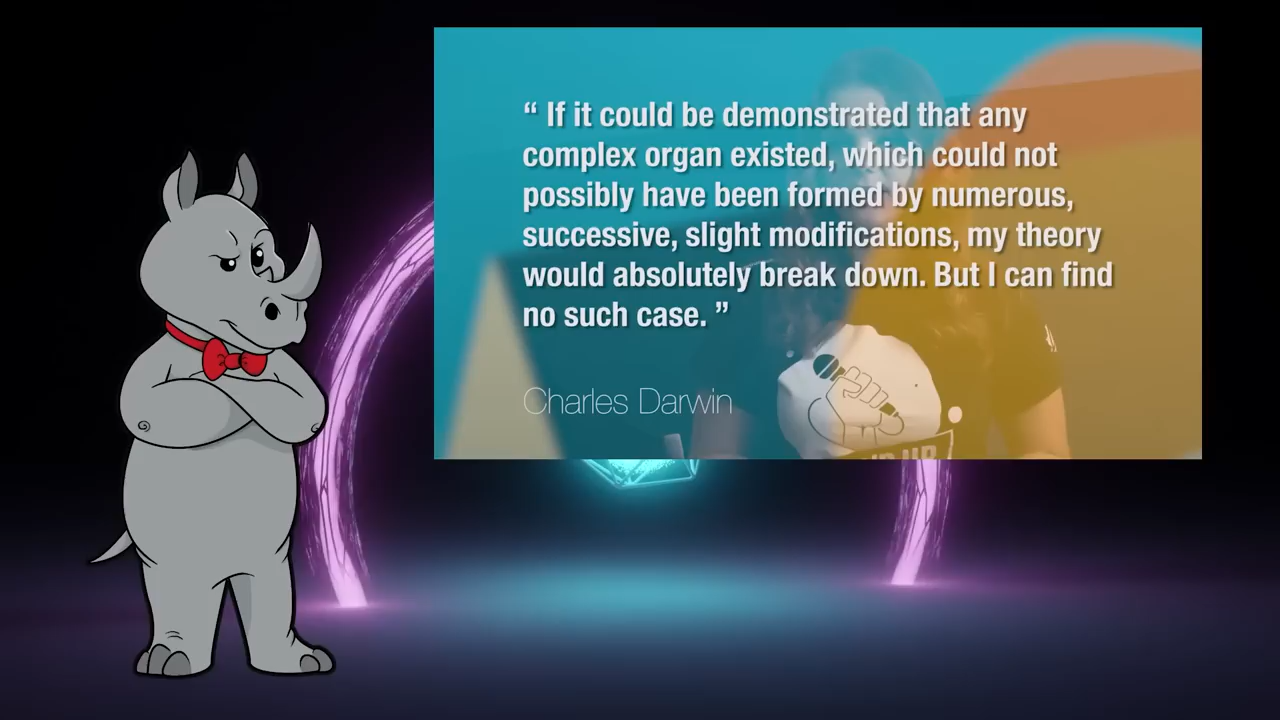 “ If it could be demonstrated that any
complex organ existed, which could not
possibly have been formed by numerous,
successive, slight modifications, my theory
would absolutely break down. But I can find
no such case. ”
Charles Darwin
UP